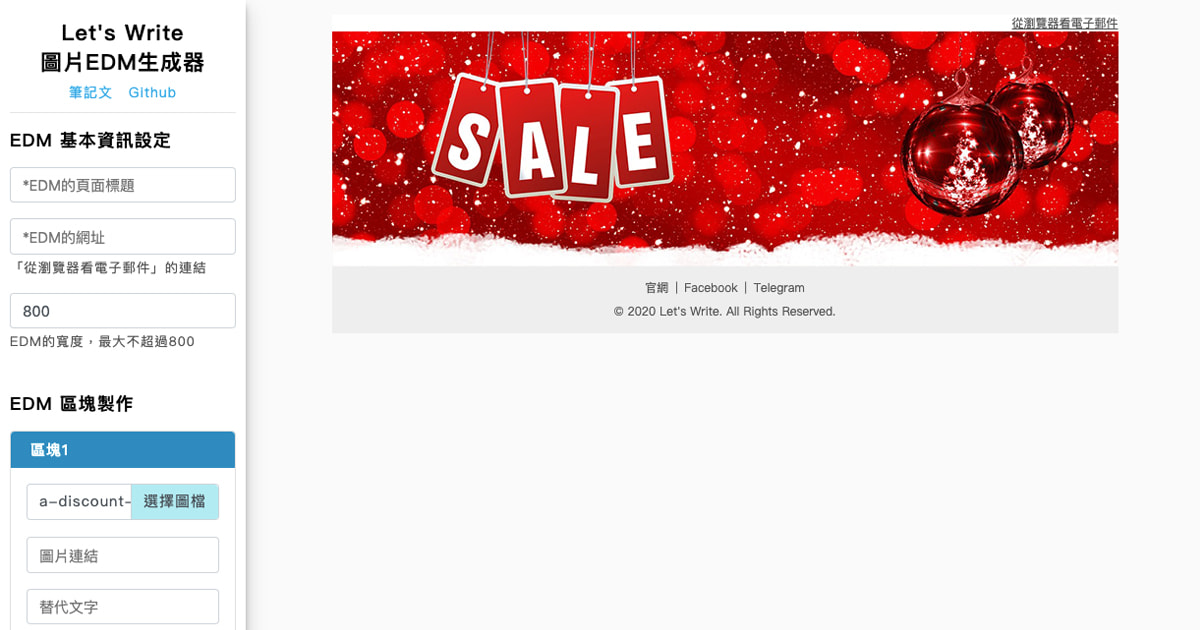 Let's Write
圖片EDM生成器
筆記文 Github
EDM 基本資訊設定
*EDM的頁面標題
*EDM的網址
「從瀏覽器看電子郵件」的連結
800
EDM的寬度，最大不超過800
EDM 區塊製作
區塊1
a-discount- 選擇圖檔
圖片連結
替代文字
從瀏覽器看電子郵件
SALE
官網 | Facebook | Telegram
© 2020 Let's Write. All Rights Reserved.